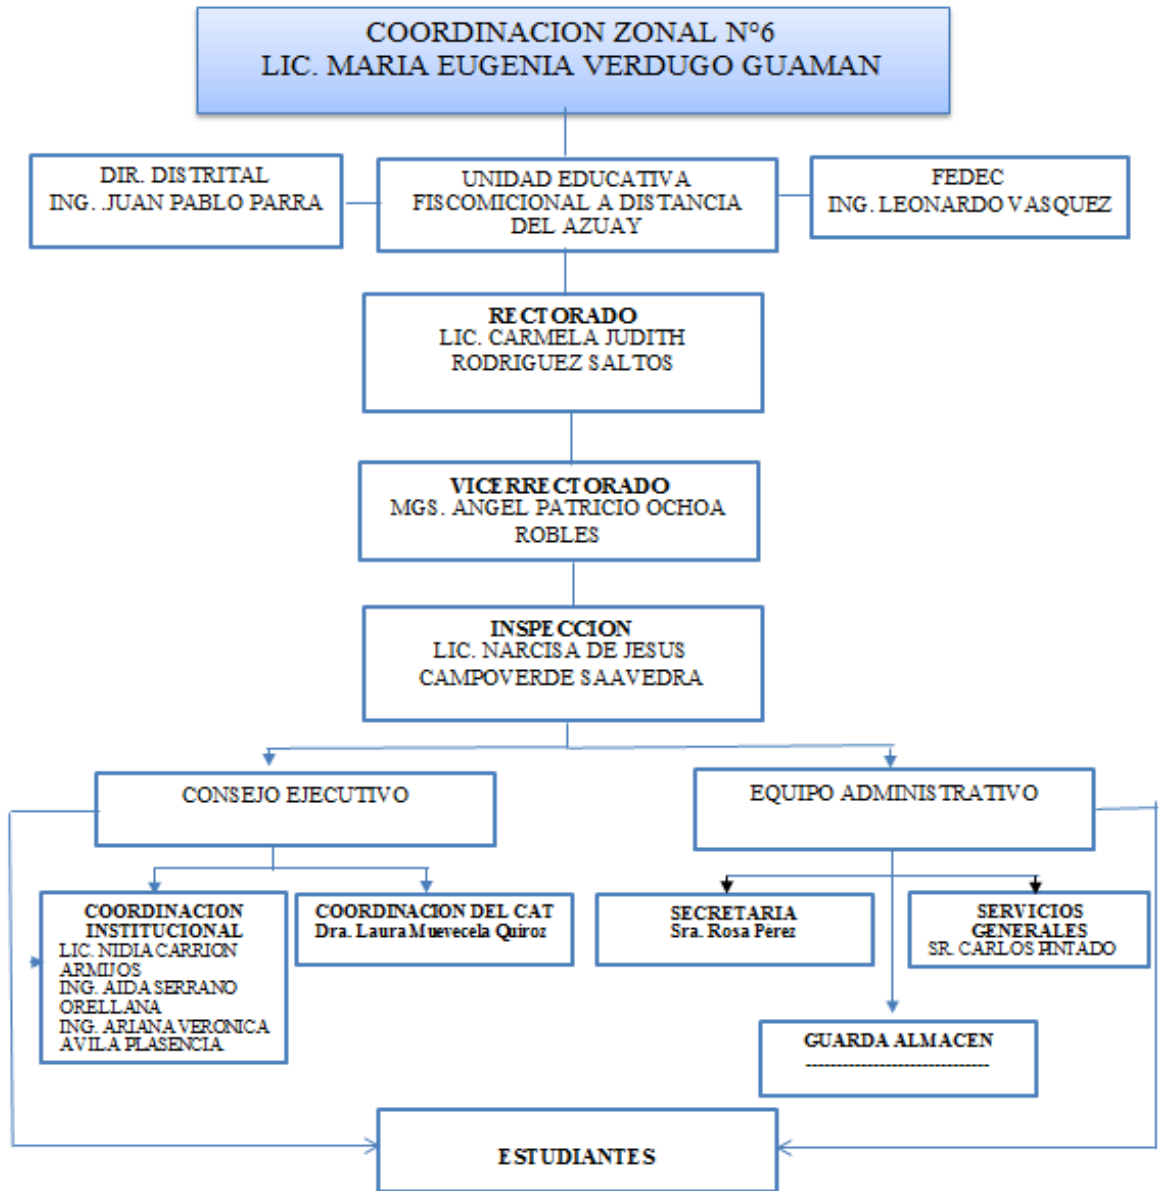 COORDINACION ZONAL N°6
LIC. MARIA EUGENIA VERDUGO GUAMAN
DIR. DISTRITAL
ING. JUAN PABLO PARRA
UNIDAD EDUCATIVA
FISCOMICIONAL A DISTANCIA
DEL AZUAY
FEDEC
ING. LEONARDO VASQUEZ
RECTORADO
LIC. CARMELA JUDITH
RODRIGUEZ SALTOS
VICERRECTORADO
MGS. ANGEL PATRICIO OCHOA
ROBLES
INSPECCION
LIC. NARCISA DE JESUS
CAMPOVERDE SAAVEDRA
CONSEJO EJECUTIVO
EQUIPO ADMINISTRATIVO
COORDINACION
INSTITUCIONAL
LIC. NIDIA CARRION
ARMIJOS
ING. AIDA SERRANO
ORELLANA
ING. ARIANA VERONICA
AVILA PLASENCIA
COORDINACION DEL CAT
Dra. Laura Muevecela Quiroz
SECRETARIA
Sra. Rosa Perez
SERVICIOS
GENERALES
SR. CARLOS PINTADO
GUARDA ALMACEN
------------------------------
ESTUDIANTES